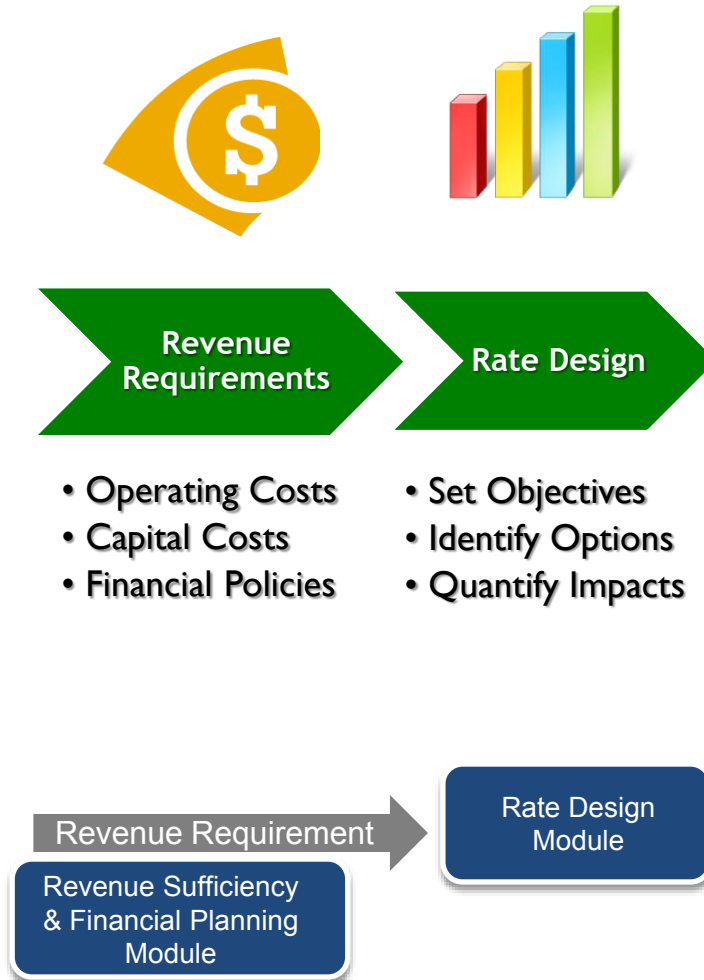 $
Revenue
Requirements
Rate Design
• Operating Costs
• Capital Costs
• Financial Policies
• Set Objectives
• Identify Options
• Quantify Impacts
Revenue Requirement
Rate Design
Module
Revenue Sufficiency
& Financial Planning
Module